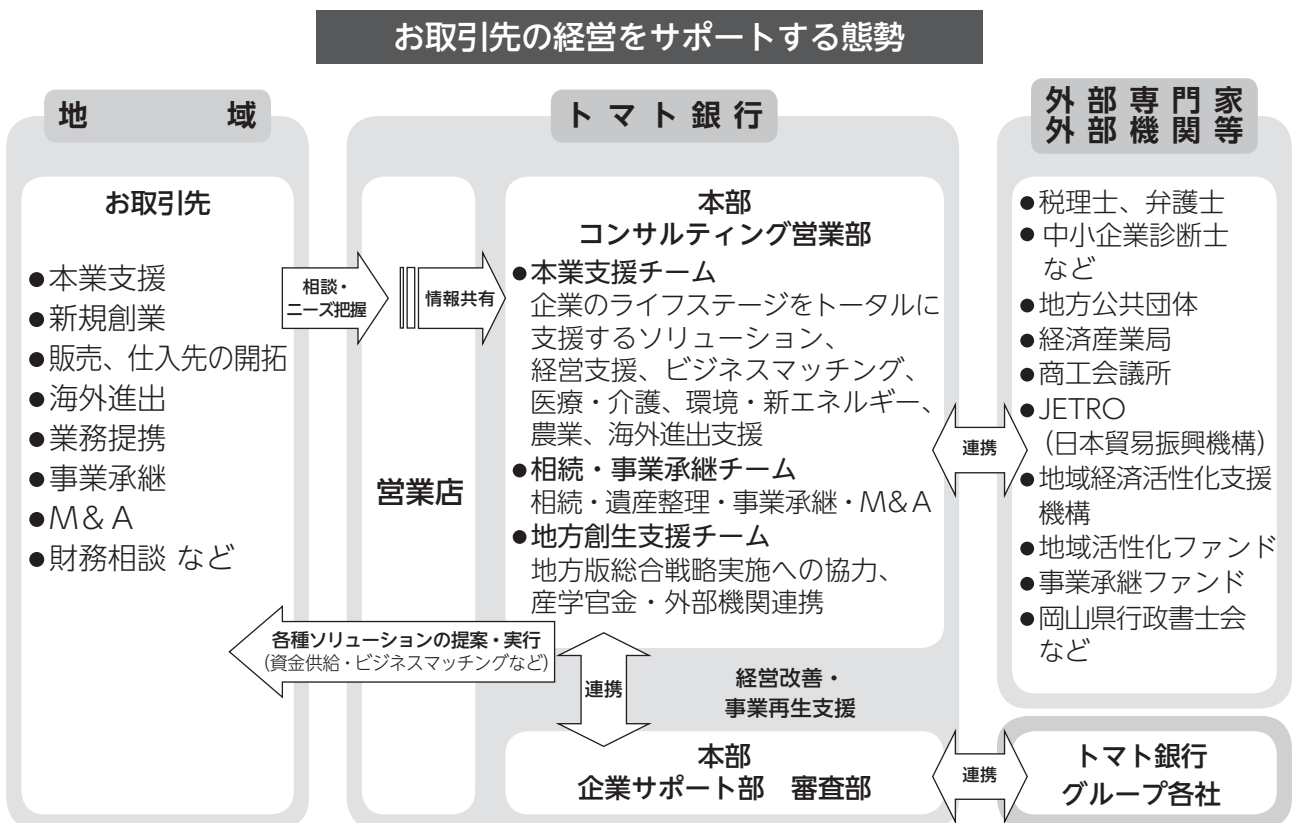 お取引先の経営をサポートする態勢
地域
お取引先
●本業支援
●新規創業
●販売、仕入先の開拓
●海外進出
●業務提携
●事業承継
●M&A
●財務相談 など
相談・
ニーズ把握
トマト銀行
営業店
情報共有
本部
コンサルティング営業部
●本業支援チーム
企業のライフステージをトータルに
支援するソリューション、
経営支援、ビジネスマッチング、
医療・介護、環境・新エネルギー、
農業、海外進出支援
●相続・事業承継チーム
相続・遺産整理・事業承継・M&A
●地方創生支援チーム
地方版総合戦略実施への協力、
産学官金・外部機関連携
各種ソリューションの提案・実行
(資金供給・ビジネスマッチングなど)
連携
経営改善・
事業再生支援
本部
企業サポート部 審査部
連携
連携
外部専門家
外部機関等
●税理士、弁護士
●中小企業診断士
など
●地方公共団体
●経済産業局
●商工会議所
●JETRO
(日本貿易振興機構)
●地域経済活性化支援
機構
●地域活性化ファンド
●事業承継ファンド
●岡山県行政書士会
など
トマト銀行
グループ各社